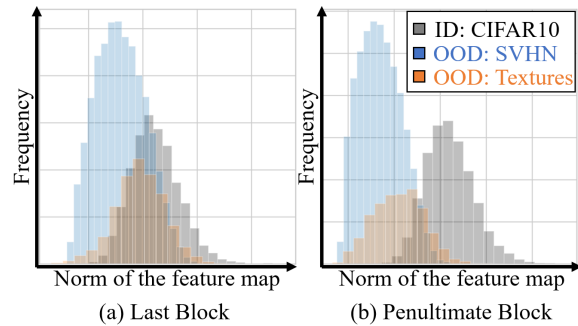 ID: CIFAR10
OOD: SVHN
OOD: Textures
Frequency
Frequency
Norm of the feature map
Norm of the feature map
(a) Last Block
(b) Penultimate Block